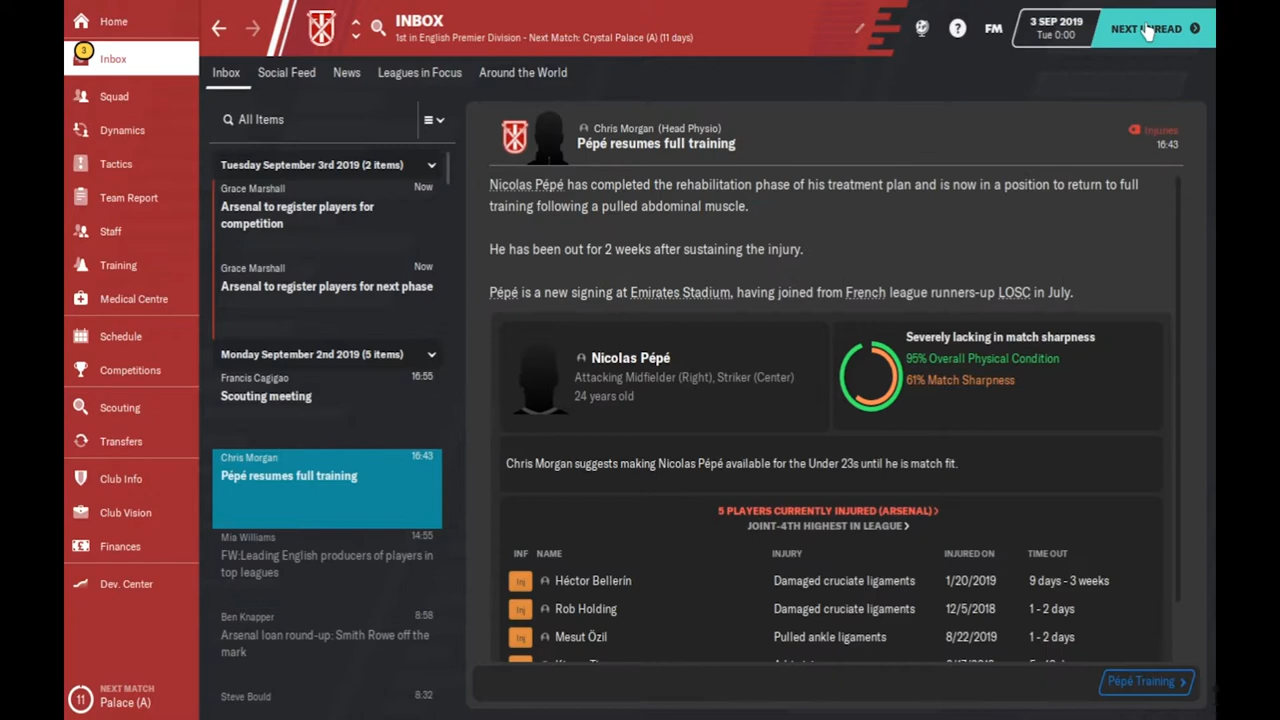 Home
3
Inbox
Squad
Dynamics
Tactics
Team Report
Staff
Training
Medical Centre
Schedule
Competitions
Scouting
Transfers
Club Info
Club Vision
Finances
Dev. Center
11
NEXT MATCH
Palace (A)
INBOX
1st in English Premier Division - Next Match: Crystal Palace (A) (11 days)
?
FM
3 SEP 2019
Tue 0:00
NEXT UNREAD
Inbox Social Feed News Leagues in Focus Around the World
All Items
Tuesday September 3rd 2019 (2 items)
Grace Marshall Now
Arsenal to register players for
competition
Grace Marshall Now
Arsenal to register players for next phase
Monday September 2nd 2019 (5 items)
Francis Cagigao 16:55
Scouting meeting
Chris Morgan 16:43
Pépé resumes full training
Mia Williams 14:55
FW:Leading English producers of players in
top leagues
Ben Knapper 8:58
Arsenal loan round-up: Smith Rowe off the
mark
Steve Bould 8:32
Chris Morgan (Head Physio)
Pépé resumes full training
Injuries
16:43
Nicolas Pépé has completed the rehabilitation phase of his treatment plan and is now in a position to return to full
training following a pulled abdominal muscle.
He has been out for 2 weeks after sustaining the injury.
Pépé is a new signing at Emirates Stadium, having joined from French league runners-up LOSC in July.
Nicolas Pépé
Attacking Midfielder (Right), Striker (Center)
24 years old
Severely lacking in match sharpness
95% Overall Physical Condition
61% Match Sharpness
Chris Morgan suggests making Nicolas Pépé available for the Under 23s until he is match fit.
5 PLAYERS CURRENTLY INJURED (ARSENAL)
JOINT-4TH HIGHEST IN LEAGUE
INF NAME INJURY INJURED ON TIME OUT
Inj Héctor Bellerín Damaged cruciate ligaments 1/20/2019 9 days - 3 weeks
Inj Rob Holding Damaged cruciate ligaments 12/5/2018 1 - 2 days
Inj Mesut Özil Pulled ankle ligaments 8/22/2019 1 - 2 days
Pépé Training